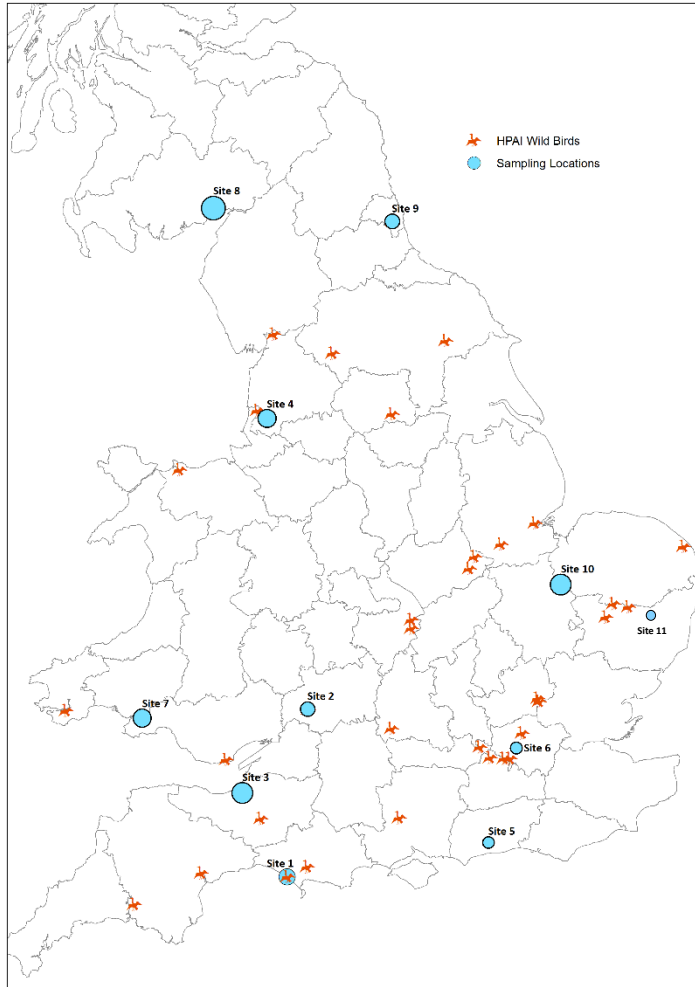 HPAI Wild Birds
Sampling Locations
Site 8
Site 9
Site 4
Site 10
Site 11
Site 2
Site 7
Site 6
Site 3
Site 5
Site 1